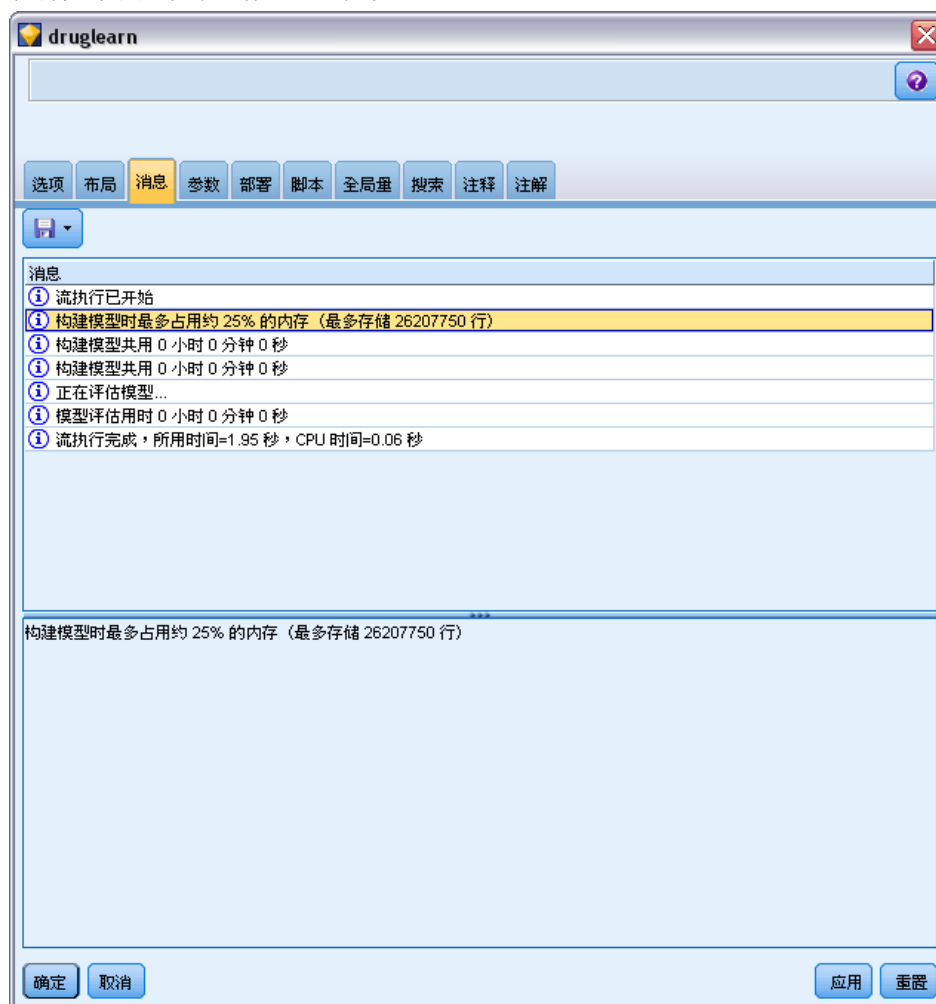 druglearn
选项 布局 消息 参数 部署 脚本 全局量 搜索 注释 注解
消息
流执行已开始
构建模型时最多占用约 25% 的内存（最多存储 26207750 行）
构建模型共用 0 小时 0 分钟 0 秒
构建模型共用 0 小时 0 分钟 0 秒
正在评估模型...
模型评估用时 0 小时 0 分钟 0 秒
流执行完成，所用时间=1.95 秒，CPU 时间=0.06 秒
构建模型时最多占用约 25% 的内存（最多存储 26207750 行）
确定 取消 应用 重置